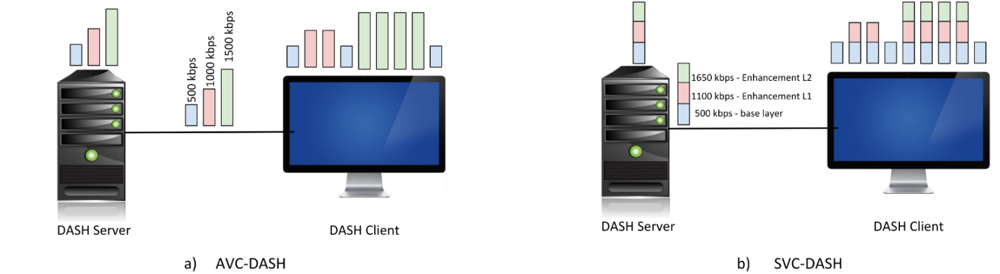 500 kbps
1000 kbps
1500 kbps
DASH Server
DASH Client
a) AVC-DASH
1650 kbps - Enhancement L2
1100 kbps - Enhancement L1
500 kbps - base layer
DASH Server
DASH Client
b) SVC-DASH